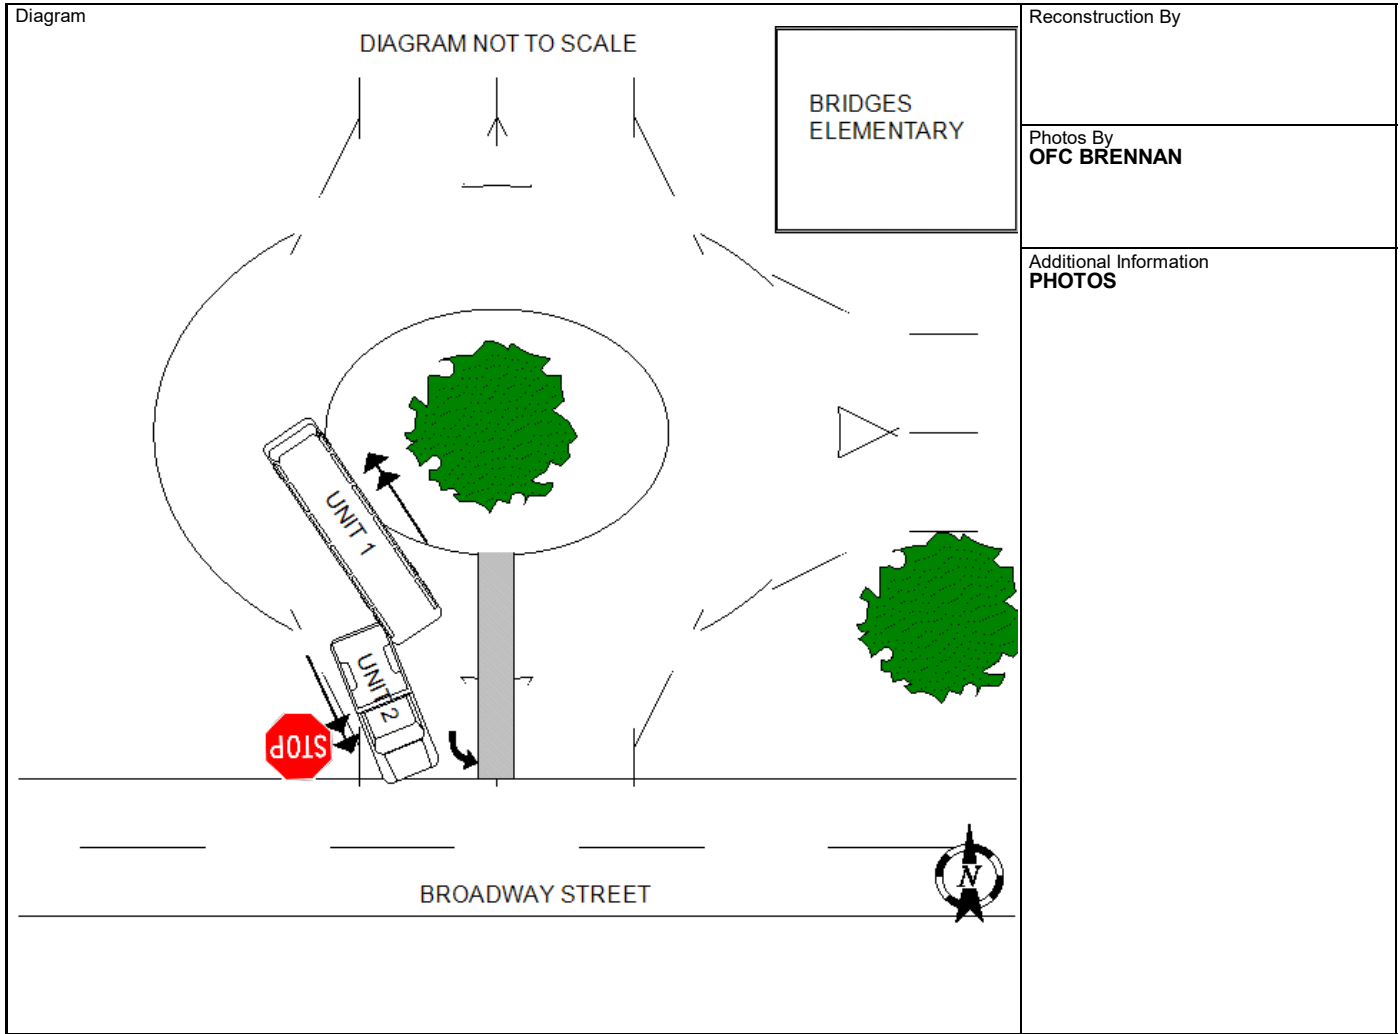 Diagram
DIAGRAM NOT TO SCALE
BRIDGES
ELEMENTARY
UNIT 1
UNIT 2
STOP
BROADWAY STREET
N
Reconstruction By
Photos By
OFC BRENNAN
Additional Information
PHOTOS